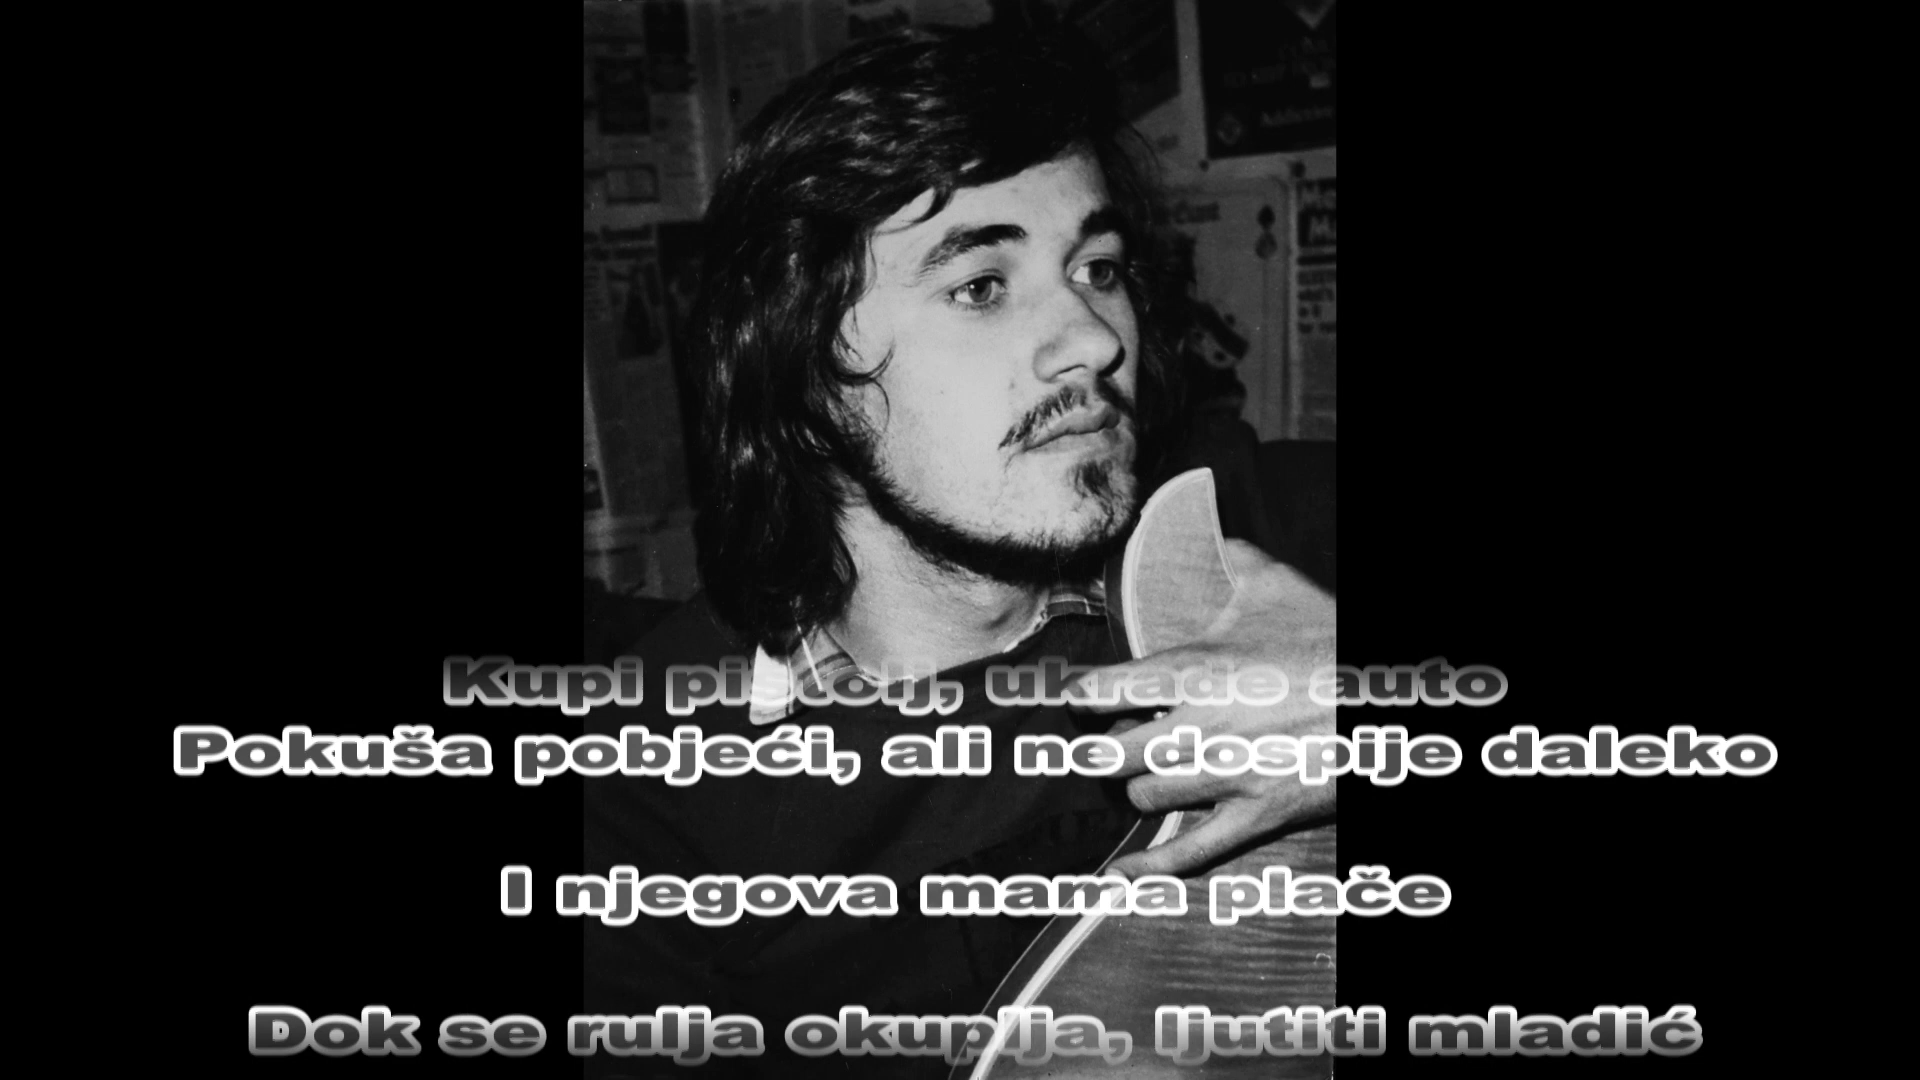 Kupi pištolj, ukrade auto
Pokuša pobjeći, ali ne dospije daleko
I njegova mama plače
Dok se rulja okuplja, ljutiti mladić